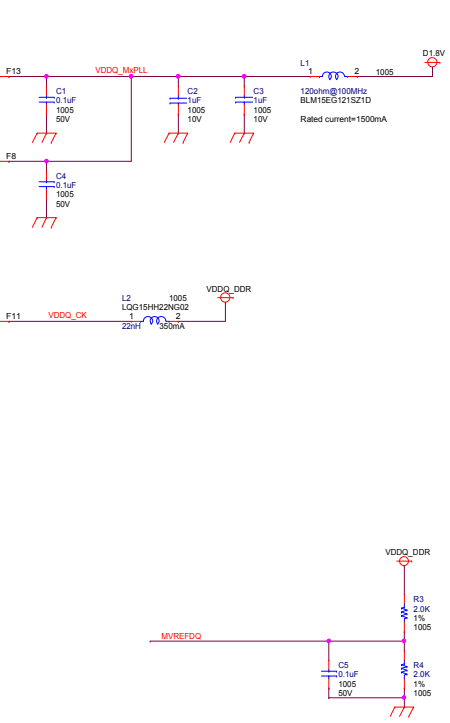 D1.8V
L1
F13
VDDQ_MxPLL
1
2
1005
C1
0.1uF
1005
50V
C2
1uF
1005
10V
C3
1uF
1005
10V
120ohm@100MHz
BLM15EG121SZ1D
Rated current=1500mA
F8
C4
0.1uF
1005
50V
VDDQ_DDR
L2
1005
LQG15HH22NG02
F11
VDDQ_CK
1
2
22nH
350mA
VDDQ_DDR
R3
2.0K
1%
1005
MVREFDQ
C5
0.1uF
1005
50V
R4
2.0K
1%
1005